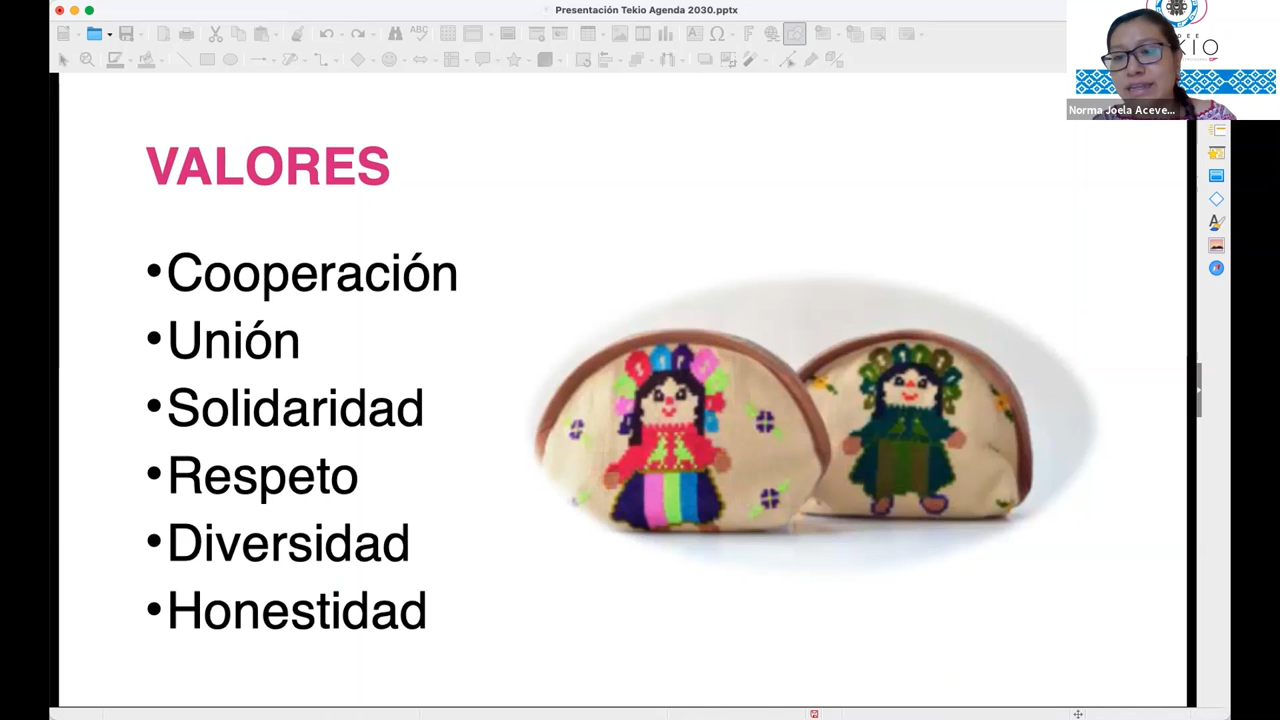 Presentación Tekio Agenda 2030.pptx
Norma Joela Aceve...
VALORES
•Cooperación
•Unión
•Solidaridad
•Respeto
•Diversidad
•Honestidad